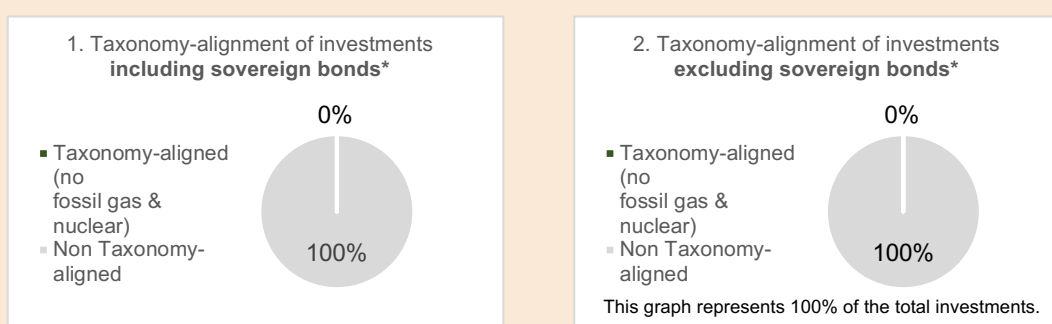 1. Taxonomy-alignment of investments
including sovereign bonds*
0%
Taxonomy-aligned
(no
fossil gas &
nuclear)
Non Taxonomy-
aligned
100%
2. Taxonomy-alignment of investments
excluding sovereign bonds*
0%
Taxonomy-aligned
(no
fossil gas &
nuclear)
Non Taxonomy-
aligned
100%
This graph represents 100% of the total investments.